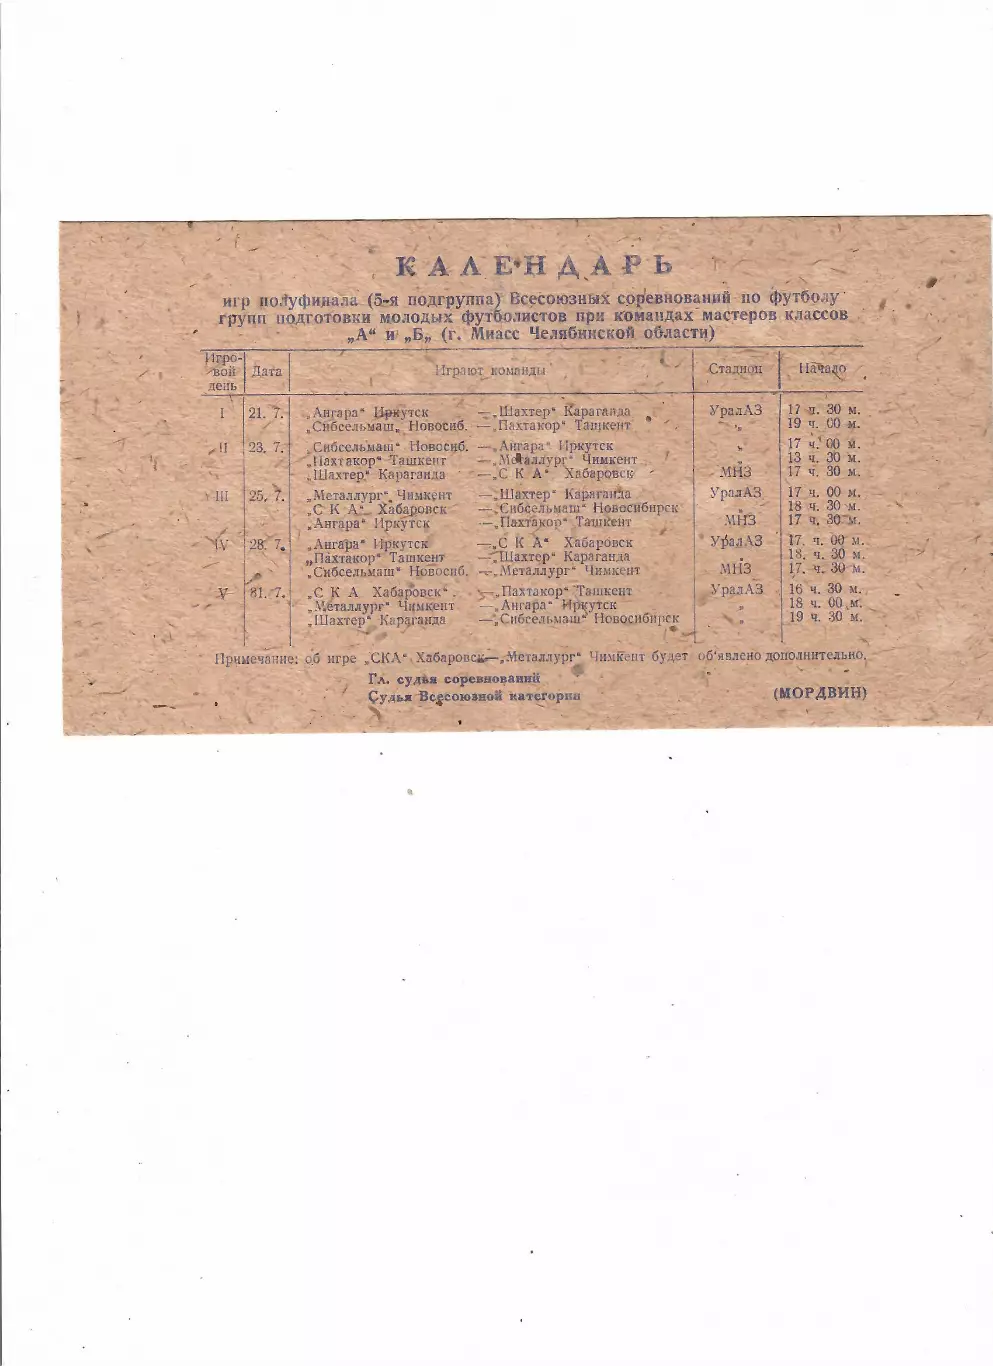 КАЛЕНДАРЬ
игр полуфинала (5-я подгруппа) Всесоюзных соревнований по футболу
групп подготовки молодых футболистов при командах мастеров классов
„А“ и „Б„ (г. Миасс Челябинской области)
Игровой день Дата Играют команды Стадион Начало
I 21. 7. „Ангара“ Иркутск —„Шахтер“ Караганда УралАЗ 17 ч. 30 м.
„Сибсельмаш„ Новосиб. —„Пахтакор“ Ташкент „ 19 ч. 00 м.
II 23. 7. „Сибсельмаш“ Новосиб. —„Ангара“ Иркутск „ 17 ч. 00 м.
„Пахтакор“ Ташкент —„Металлург“ Чимкент „ 13 ч. 30 м.
„Шахтер“ Караганда —„С К А“ Хабаровск МНЗ 17 ч. 30 м.
III 25. 7. „Металлург“ Чимкент —„Шахтер“ Караганда УралАЗ 17 ч. 00 м.
„С К А“ Хабаровск —„Сибсельмаш“ Новосибирск „ 18 ч. 30 м.
„Ангара“ Иркутск —„Пахтакор“ Ташкент МНЗ 17 ч. 30 м.
IV 28. 7. „Ангара“ Иркутск —„С К А“ Хабаровск УралАЗ 17. ч. 00 м.
„Пахтакор“ Ташкент —„Шахтер“ Караганда „ 18. ч. 30 м.
„Сибсельмаш“ Новосиб. —„Металлург“ Чимкент МНЗ 17. ч. 30 м.
V 81. 7. „С К А Хабаровск“. —„Пахтакор“ Ташкент УралАЗ 16 ч. 30 м.
„Металлург“ Чимкент —„Ангара“ Иркутск „ 18 ч. 00 м.
„Шахтер“ Караганда —„Сибсельмаш“ Новосибирск „ 19 ч. 30 м.
Примечание: об игре „СКА“ Хабаровск—„Металлург“ Чимкент будет об‘явлено дополнительно.
Гл. судья соревнований
Судья Всесоюзной категории (МОРДВИН)